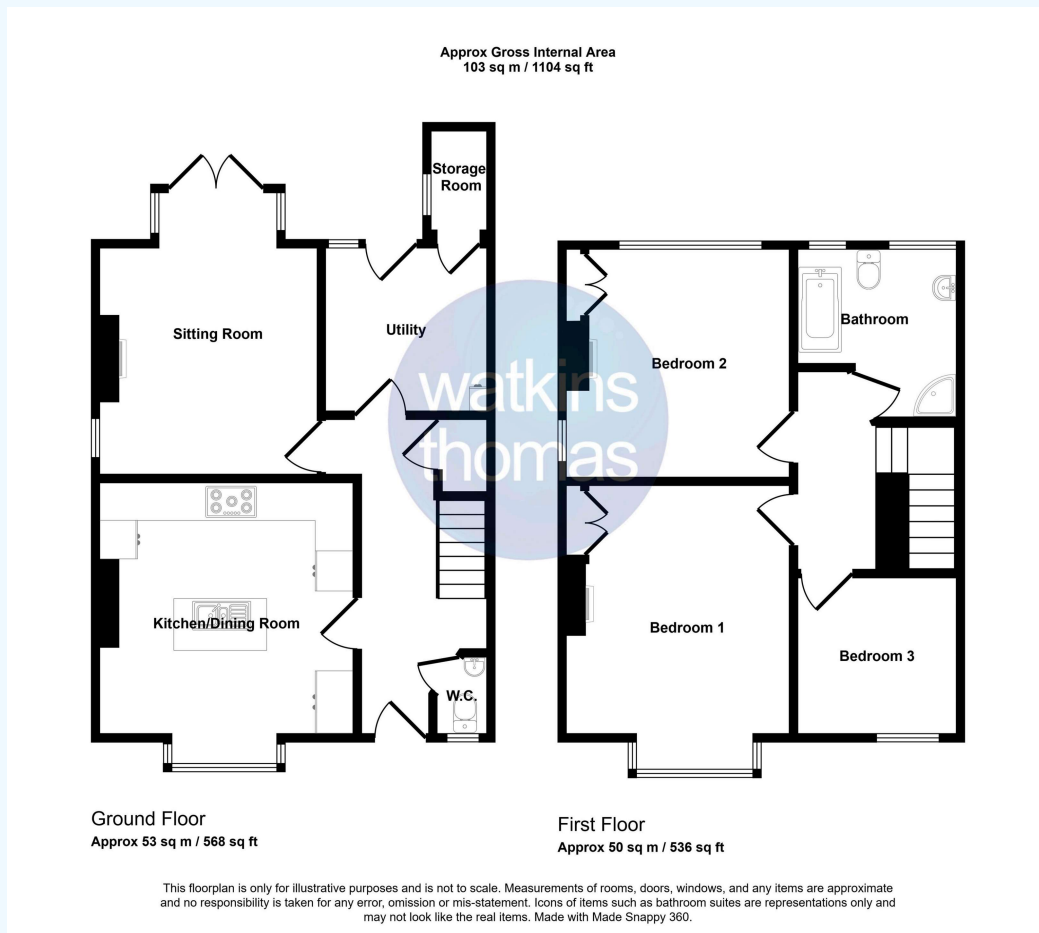 Approx Gross Internal Area
103 sq m / 1104 sq ft
Storage
Room
Sitting Room
Utility
Kitchen/Dining Room
W.C.
Bedroom 2
Bathroom
Bedroom 1
Bedroom 3
watkins
thomas
Ground Floor
Approx 53 sq m / 568 sq ft
First Floor
Approx 50 sq m / 536 sq ft
This floorplan is only for illustrative purposes and is not to scale. Measurements of rooms, doors, windows, and any items are approximate
and no responsibility is taken for any error, omission or mis-statement. Icons of items such as bathroom suites are representations only and
may not look like the real items. Made with Made Snappy 360.